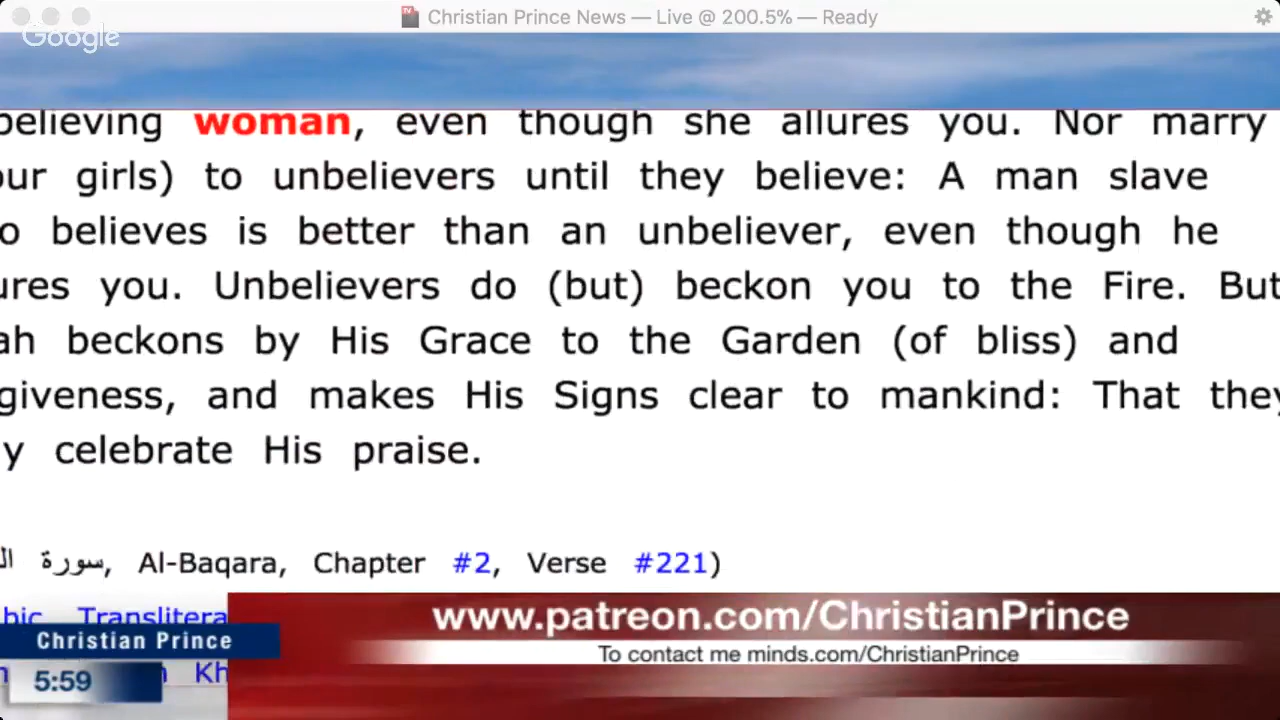 Christian Prince News — Live @ 200.5% — Ready
Google
believing woman, even though she allures you. Nor marry
our girls) to unbelievers until they believe: A man slave
o believes is better than an unbeliever, even though he
ures you. Unbelievers do (but) beckon you to the Fire. But
ah beckons by His Grace to the Garden (of bliss) and
giveness, and makes His Signs clear to mankind: That they
y celebrate His praise.
سورة ال, Al-Baqara, Chapter #2, Verse #221)
bic Translitera
www.patreon.com/ChristianPrince
Christian Prince
To contact me minds.com/ChristianPrince
5:59
Kh